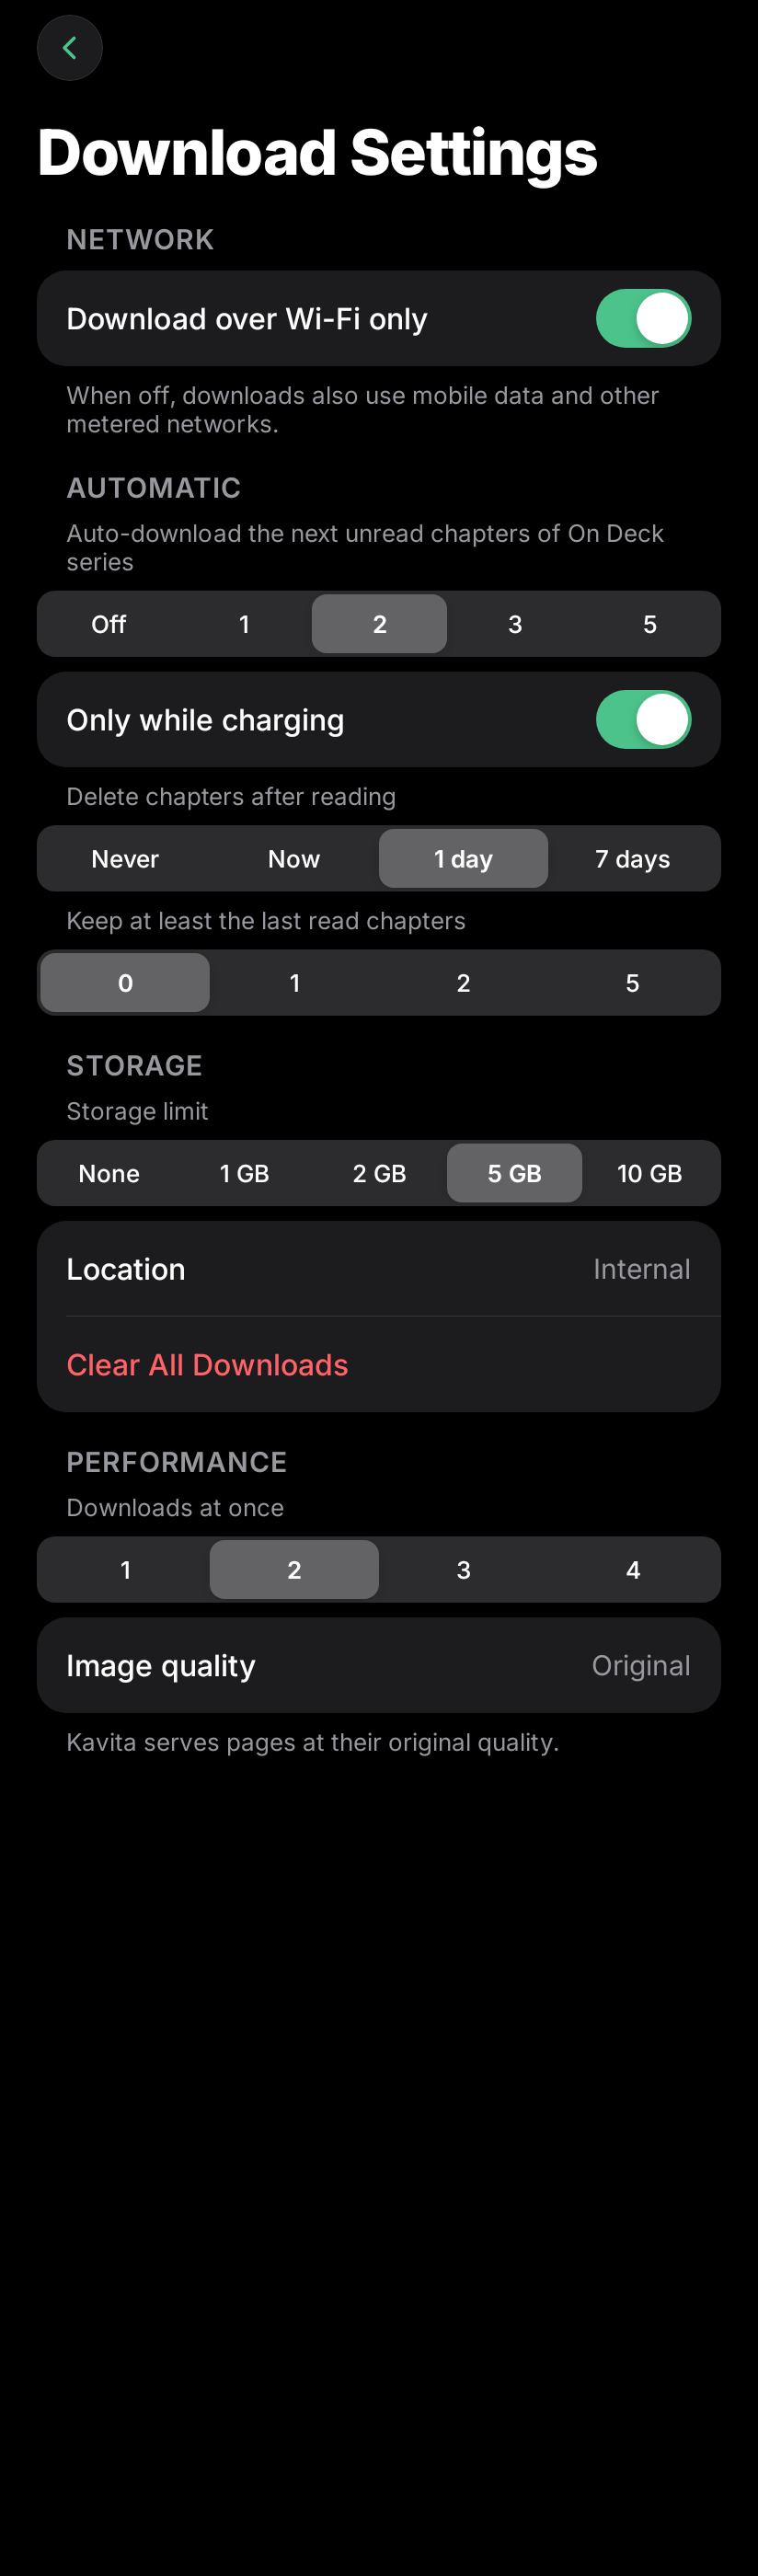 Download Settings
NETWORK
Download over Wi-Fi only
When off, downloads also use mobile data and other
metered networks.
AUTOMATIC
Auto-download the next unread chapters of On Deck
series
Off 1 2 3 5
Only while charging
Delete chapters after reading
Never Now 1 day 7 days
Keep at least the last read chapters
0 1 2 5
STORAGE
Storage limit
None 1 GB 2 GB 5 GB 10 GB
Location Internal
Clear All Downloads
PERFORMANCE
Downloads at once
1 2 3 4
Image quality Original
Kavita serves pages at their original quality.